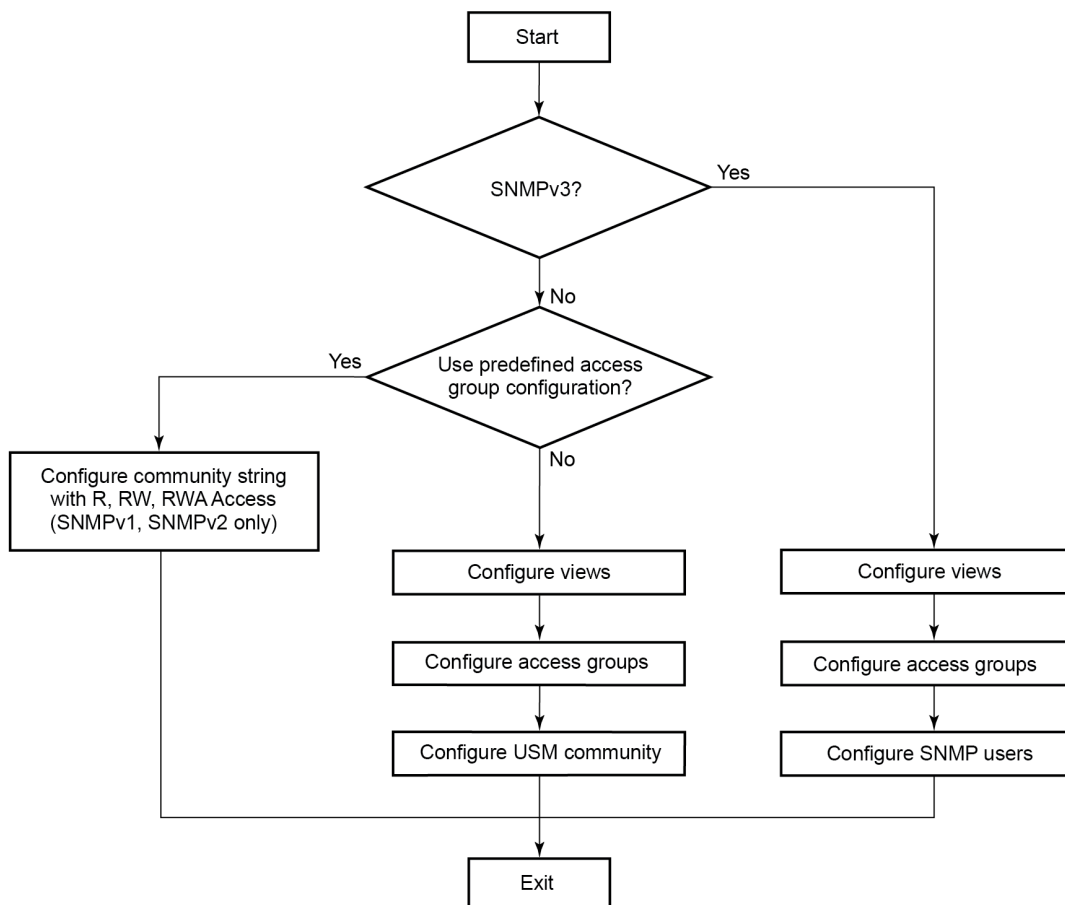 Start
SNMPv3?
Yes
No
Use predefined access
group configuration?
Yes
No
Configure community string
with R, RW, RWA Access
(SNMPv1, SNMPv2 only)
Configure views
Configure views
Configure access groups
Configure access groups
Configure USM community
Configure SNMP users
Exit